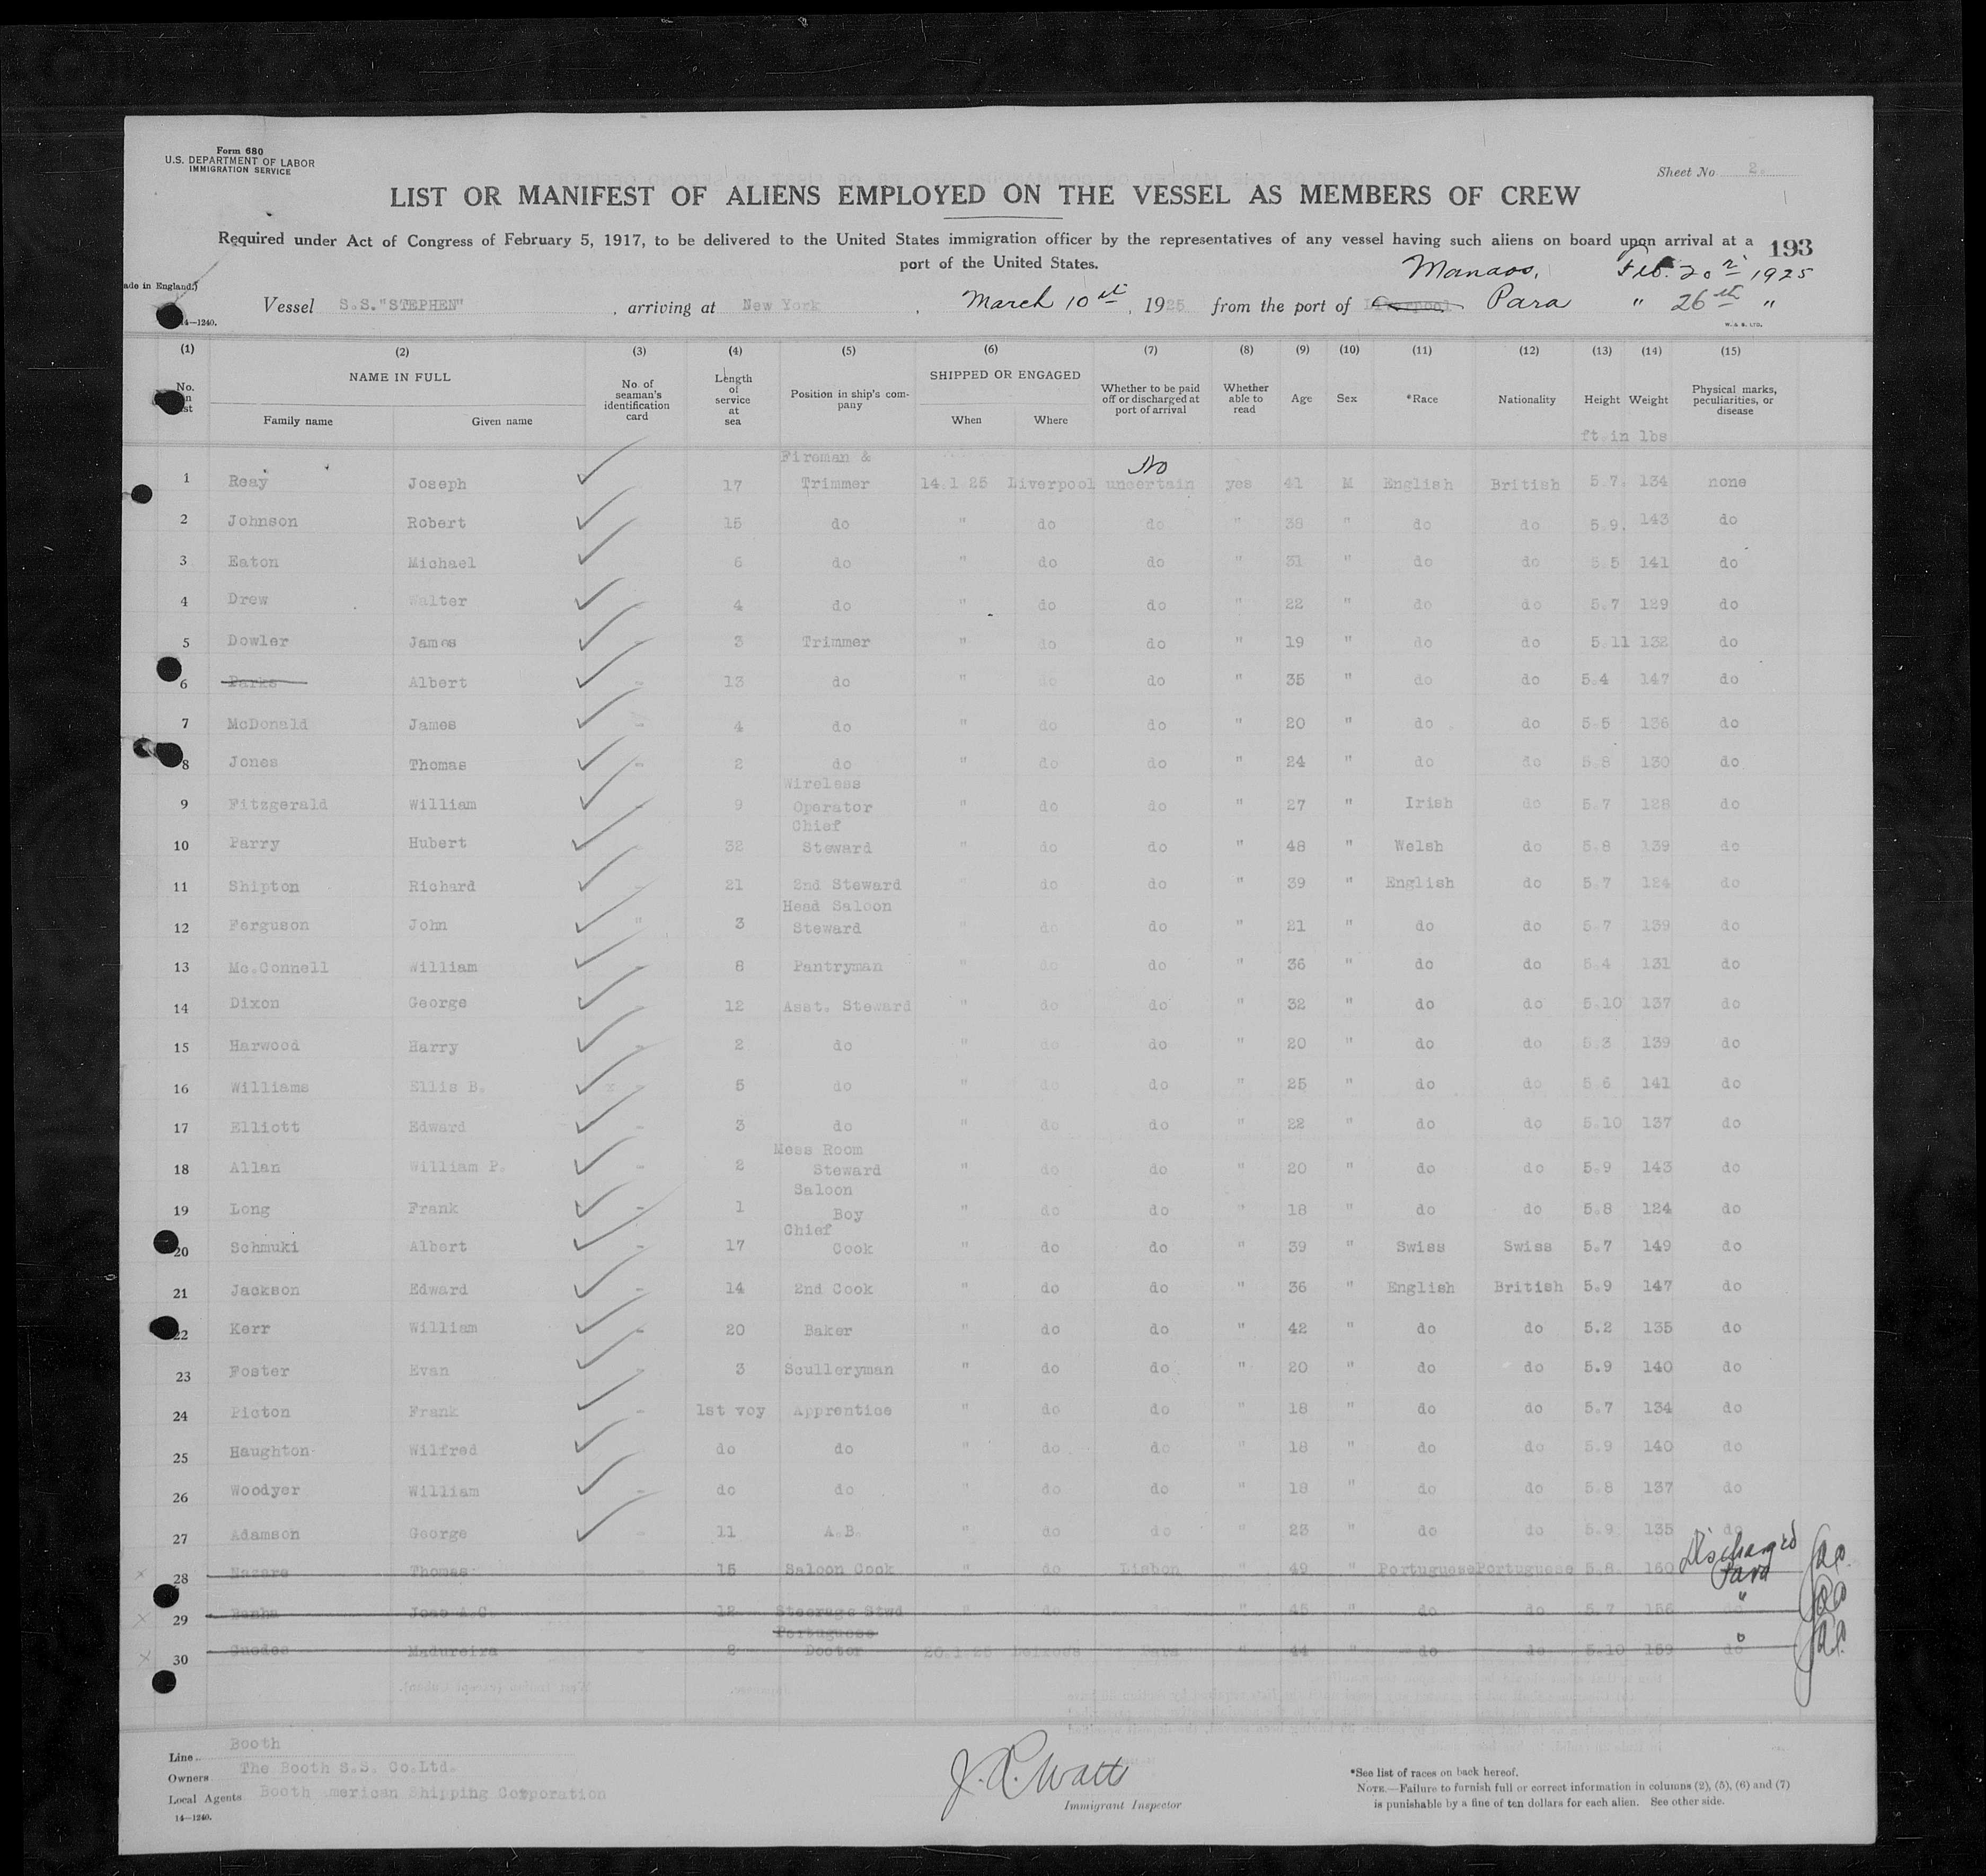 Form 680
U.S. DEPARTMENT OF LABOR
IMMIGRATION SERVICE
Sheet No 2.
LIST OR MANIFEST OF ALIENS EMPLOYED ON THE VESSEL AS MEMBERS OF CREW
Required under Act of Congress of February 5, 1917, to be delivered to the United States immigration officer by the representatives of any vessel having such aliens on board upon arrival at a
port of the United States.
193
Manaos, Feb. 20 1925
ade in England.)
Vessel S.S."STEPHEN" , arriving at New York , March 10th , 1925 from the port of Liverpool Para " 26th "
14—1240.
W. & S. LTD.
(1) (2) (3) (4) (5) (6) (7) (8) (9) (10) (11) (12) (13) (14) (15)
No. on list NAME IN FULL Family name Given name No. of seaman's identification card Length of service at sea Position in ship's company SHIPPED OR ENGAGED When Where Whether to be paid off or discharged at port of arrival Whether able to read Age Sex *Race Nationality Height Weight Physical marks, peculiarities, or disease
ft in lbs
No
1 Reay Joseph 17 Fireman & Trimmer 14.1 25 Liverpool uncertain yes 41 M English British 5.7. 134 none
2 Johnson Robert 15 do " do do " 38 " do do 5.9. 143 do
3 Eaton Michael 6 do " do do " 31 " do do 5.5 141 do
4 Drew Walter 4 do " do do " 22 " do do 5.7 129 do
5 Dowler James 3 Trimmer " do do " 19 " do do 5.11 132 do
6 Parks Albert 13 do " do do " 35 " do do 5.4 147 do
7 McDonald James 4 do " do do " 20 " do do 5.5 136 do
8 Jones Thomas 2 do " do do " 24 " do do 5.8 130 do
9 Fitzgerald William 9 Wireless Operator " do do " 27 " Irish do 5.7 128 do
10 Parry Hubert 32 Chief Steward " do do " 48 " Welsh do 5.8 139 do
11 Shipton Richard 21 2nd Steward " do do " 39 " English do 5.7 124 do
12 Ferguson John " 3 Head Saloon Steward " do do " 21 " do do 5.7 139 do
13 Mc.Connell William 8 Pantryman " do do " 36 " do do 5.4 131 do
14 Dixon George 12 Asst. Steward " do do " 32 " do do 5.10 137 do
15 Harwood Harry 2 do " do do " 20 " do do 5.3 139 do
16 Williams Ellis B. x 5 do " do do " 25 " do do 5.6 141 do
17 Elliott Edward 3 do " do do " 22 " do do 5.10 137 do
18 Allan William P. 2 Mess Room Steward " do do " 20 " do do 5.9 143 do
19 Long Frank 1 Saloon Boy " do do " 18 " do do 5.8 124 do
20 Schmuki Albert 17 Chief Cook " do do " 39 " Swiss Swiss 5.7 149 do
21 Jackson Edward 14 2nd Cook " do do " 36 " English British 5.9 147 do
22 Kerr William 20 Baker " do do " 42 " do do 5.2 135 do
23 Foster Evan 3 Sculleryman " do do " 20 " do do 5.9 140 do
24 Picton Frank 1st voy Apprentice " do do " 18 " do do 5.7 134 do
25 Haughton Wilfred do do " do do " 18 " do do 5.9 140 do
26 Woodyer William do do " do do " 18 " do do 5.8 137 do
27 Adamson George 11 A.B. " do do " 23 " do do 5.9 135 do
x 28 Nazare Thomas 15 Saloon Cook " do Lisbon " 49 " Portuguese Portuguese 5.8 160 Discharged Para
x 29 Jose A C 12 Steerage Stwd " do do " 45 " do do 5.7 156 do "
x 30 Guedes Madureira 8 Portuguese Doctor 20.1.25 Leixoes Para " 44 " do do 5.10 169 do "
Line Booth
Owners The Booth S.S. Co.Ltd.
Local Agents Booth American Shipping Corporation
14—1240.
J. R. Watts
Immigrant Inspector
*See list of races on back hereof.
NOTE.—Failure to furnish full or correct information in columns (2), (5), (6) and (7)
is punishable by a fine of ten dollars for each alien. See other side.